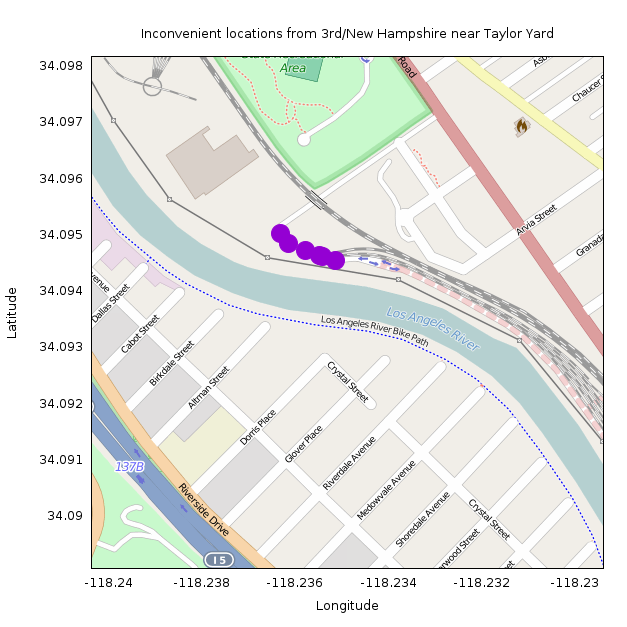 Inconvenient locations from 3rd/New Hampshire near Taylor Yard
34.098
34.097
34.096
34.095
34.094
34.093
34.092
34.091
34.09
Latitude
Area
Road
Chaucer S
Arvia Street
Granada
Los Angeles River
Los Angeles River Bike Path
venue
Dallas Street
Cabot Street
Birkdale Street
Altman Street
Crystal Street
Dorris Place
Glover Place
Riverdale Avenue
Medowvale Avenue
Shoredale Avenue
Crystal Street
erwood Street
137B
Riverside Drive
I 5
-118.24
-118.238
-118.236
-118.234
-118.232
-118.23
Longitude